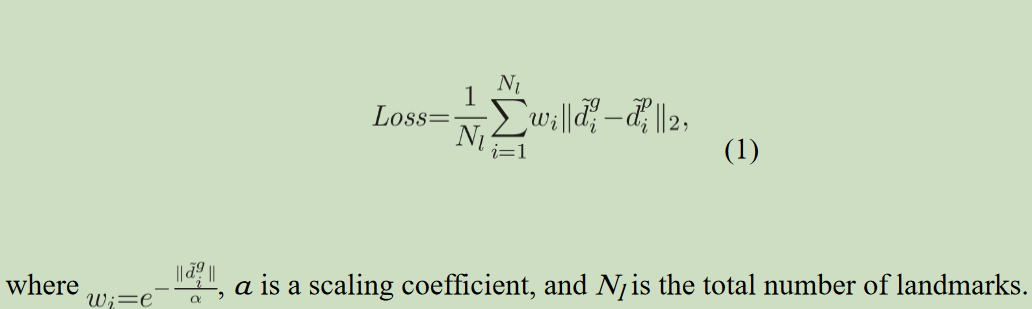 $Loss=\frac{1}{N_l}\sum_{i=1}^{N_l} w_i\|\tilde{d}_i^g-\tilde{d}_i^p\|_2,$ (1)
where $w_i=e^{-\frac{\|\tilde{d}_i^g\|}{\alpha}}$, a is a scaling coefficient, and $N_l$ is the total number of landmarks.